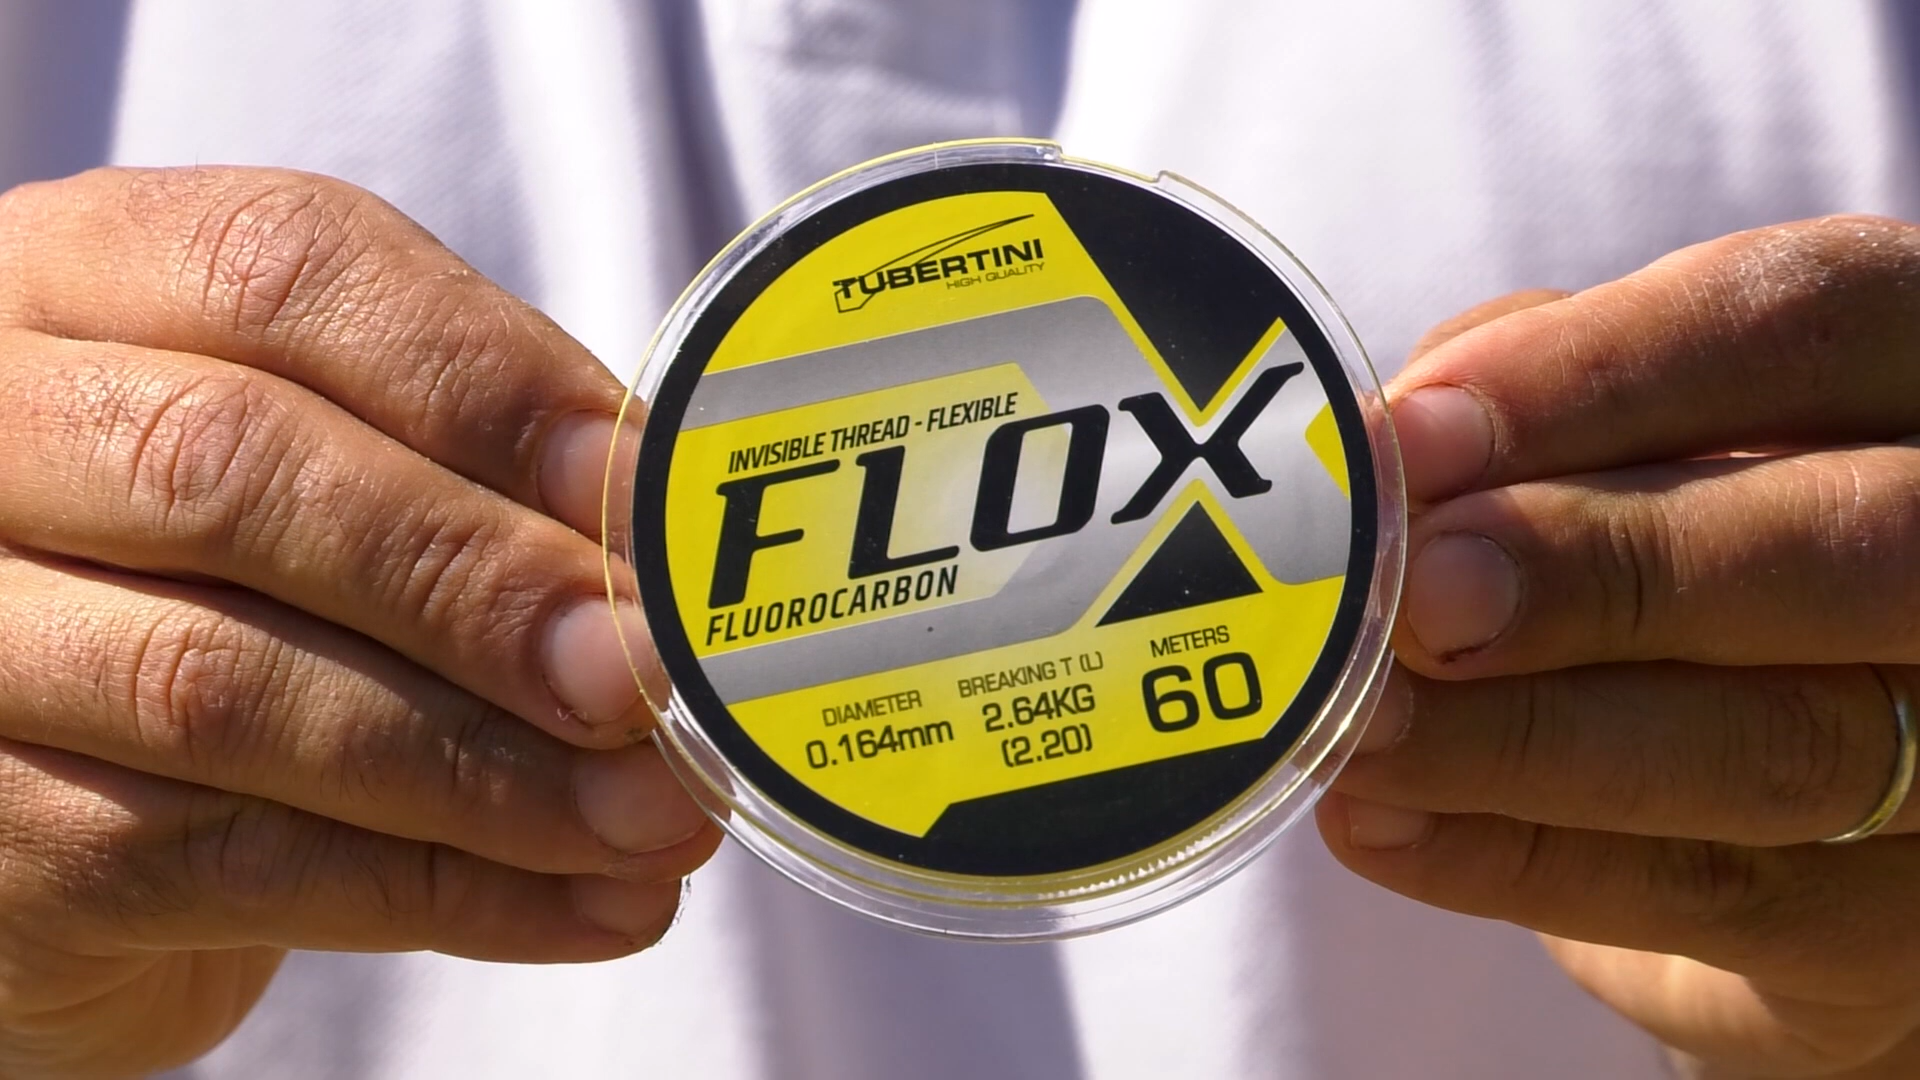 TUBERTINI
HIGH QUALITY
INVISIBLE THREAD - FLEXIBLE
FLOX
FLUOROCARBON
DIAMETER
0.164mm
BREAKING T (L)
2.64KG
(2.20)
METERS
60